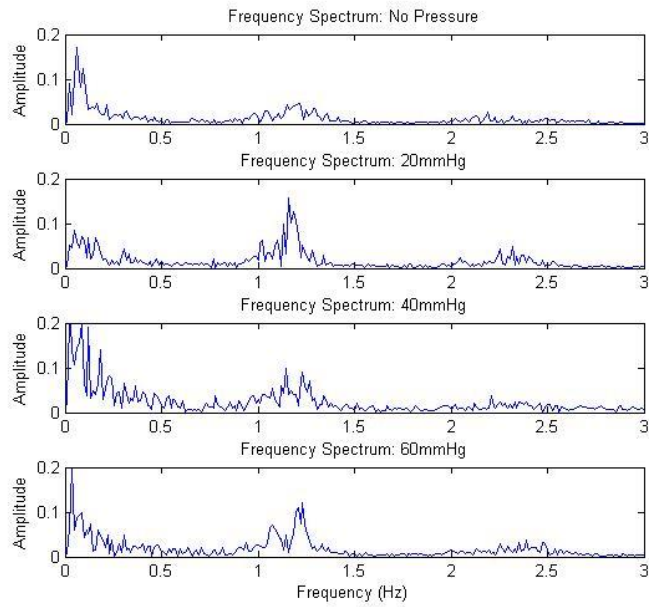 Frequency Spectrum: No Pressure
0.2
0.1
0
Amplitude
0 0.5 1 1.5 2 2.5 3
Frequency Spectrum: 20mmHg
0.2
0.1
0
Amplitude
0 0.5 1 1.5 2 2.5 3
Frequency Spectrum: 40mmHg
0.2
0.1
0
Amplitude
0 0.5 1 1.5 2 2.5 3
Frequency Spectrum: 60mmHg
0.2
0.1
0
Amplitude
0 0.5 1 1.5 2 2.5 3
Frequency (Hz)